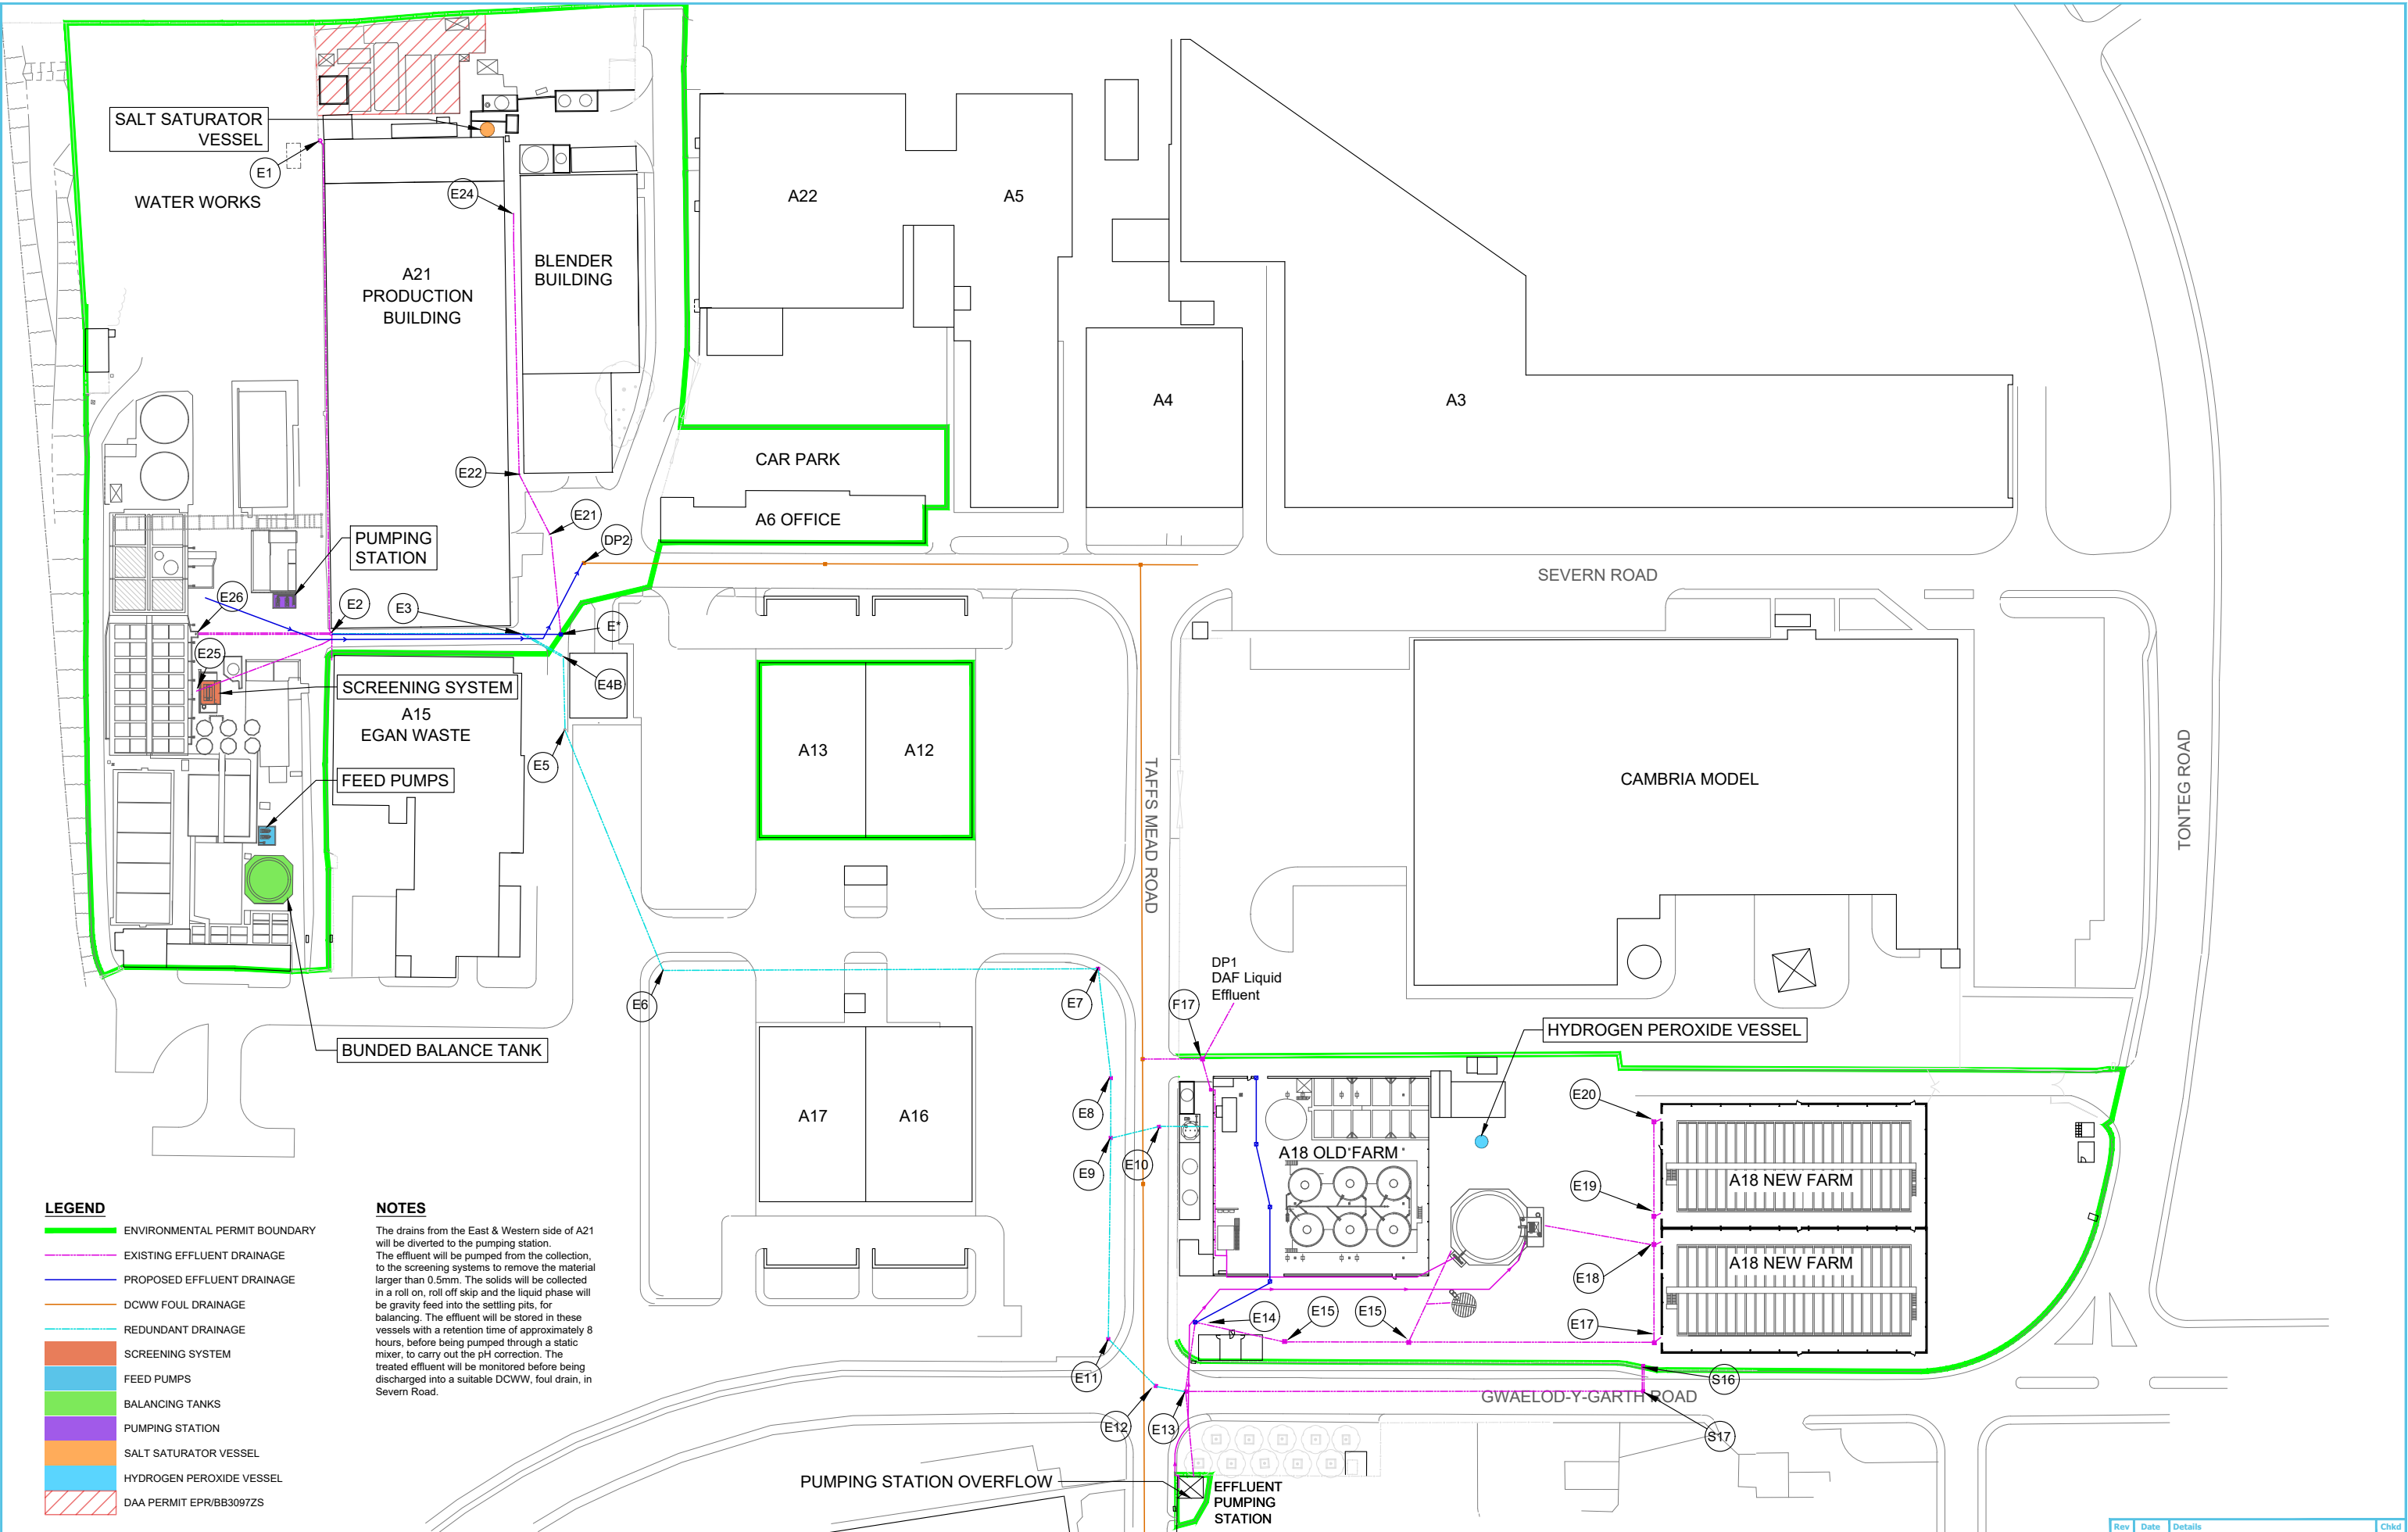 SALT SATURATOR
VESSEL
E1
WATER WORKS
E24
A21
PRODUCTION
BUILDING
BLENDER
BUILDING
A22
A5
A4
A3
CAR PARK
A6 OFFICE
E22
E21
DP2
PUMPING
STATION
E26
E2
E3
E*
E25
E4B
SCREENING SYSTEM
A15
EGAN WASTE
E5
FEED PUMPS
BUNDED BALANCE TANK
SEVERN ROAD
A13
A12
TAFFS MEAD ROAD
CAMBRIA MODEL
TONTEG ROAD
E6
E7
DP1
DAF Liquid
Effluent
F17
HYDROGEN PEROXIDE VESSEL
A17
A16
E8
E9
E10
A18 OLD FARM
E20
E19
E18
E17
A18 NEW FARM
A18 NEW FARM
E14
E15
E15
E11
E12
E13
S16
S17
GWAELOD-Y-GARTH ROAD
PUMPING STATION OVERFLOW
EFFLUENT
PUMPING
STATION
LEGEND
ENVIRONMENTAL PERMIT BOUNDARY
EXISTING EFFLUENT DRAINAGE
PROPOSED EFFLUENT DRAINAGE
DCWW FOUL DRAINAGE
REDUNDANT DRAINAGE
SCREENING SYSTEM
FEED PUMPS
BALANCING TANKS
PUMPING STATION
SALT SATURATOR VESSEL
HYDROGEN PEROXIDE VESSEL
DAA PERMIT EPR/BB3097ZS
NOTES
The drains from the East & Western side of A21
will be diverted to the pumping station.
The effluent will be pumped from the collection,
to the screening systems to remove the material
larger than 0.5mm. The solids will be collected
in a roll on, roll off skip and the liquid phase will
be gravity feed into the settling pits, for
balancing. The effluent will be stored in these
vessels with a retention time of approximately 8
hours, before being pumped through a static
mixer, to carry out the pH correction. The
treated effluent will be monitored before being
discharged into a suitable DCWW, foul drain, in
Severn Road.
Rev Date Details Chkd